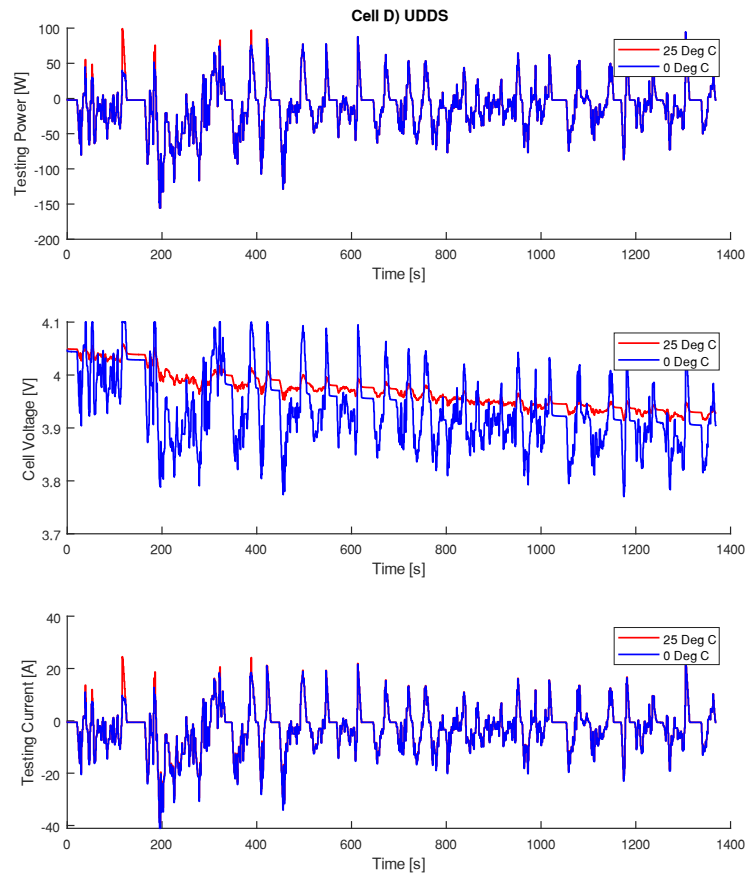 Cell D) UDDS
100
50
0
-50
-100
-150
-200
Testing Power [W]
25 Deg C
0 Deg C
0 200 400 600 800 1000 1200 1400
Time [s]
4.1
4
3.9
3.8
3.7
Cell Voltage [V]
25 Deg C
0 Deg C
0 200 400 600 800 1000 1200 1400
Time [s]
40
20
0
-20
-40
Testing Current [A]
25 Deg C
0 Deg C
0 200 400 600 800 1000 1200 1400
Time [s]